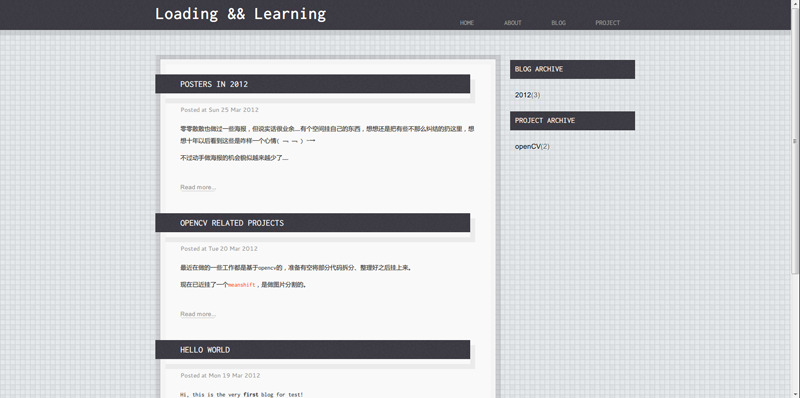 Loading && Learning
HOME ABOUT BLOG PROJECT
POSTERS IN 2012
Posted at Sun 25 Mar 2012
零零散散也做过一些海报，但说实话很业余……有个空间挂自己的东西，想想还是把有些不那么纠结的扔这里，想
想十年以后看到这些是咋样一个心情( ¬_¬ )
不过动手做海报的机会貌似越来越少了……
Read more...
OPENCV RELATED PROJECTS
Posted at Tue 20 Mar 2012
最近在做的一些工作都是基于opencv的，准备有空将部分代码拆分、整理好之后挂上来。
现在已近挂了一个meanshift，是做图片分割的。
Read more...
HELLO WORLD
Posted at Mon 19 Mar 2012
Hi, this is the very first blog for test!
BLOG ARCHIVE
2012(3)
PROJECT ARCHIVE
openCV(2)